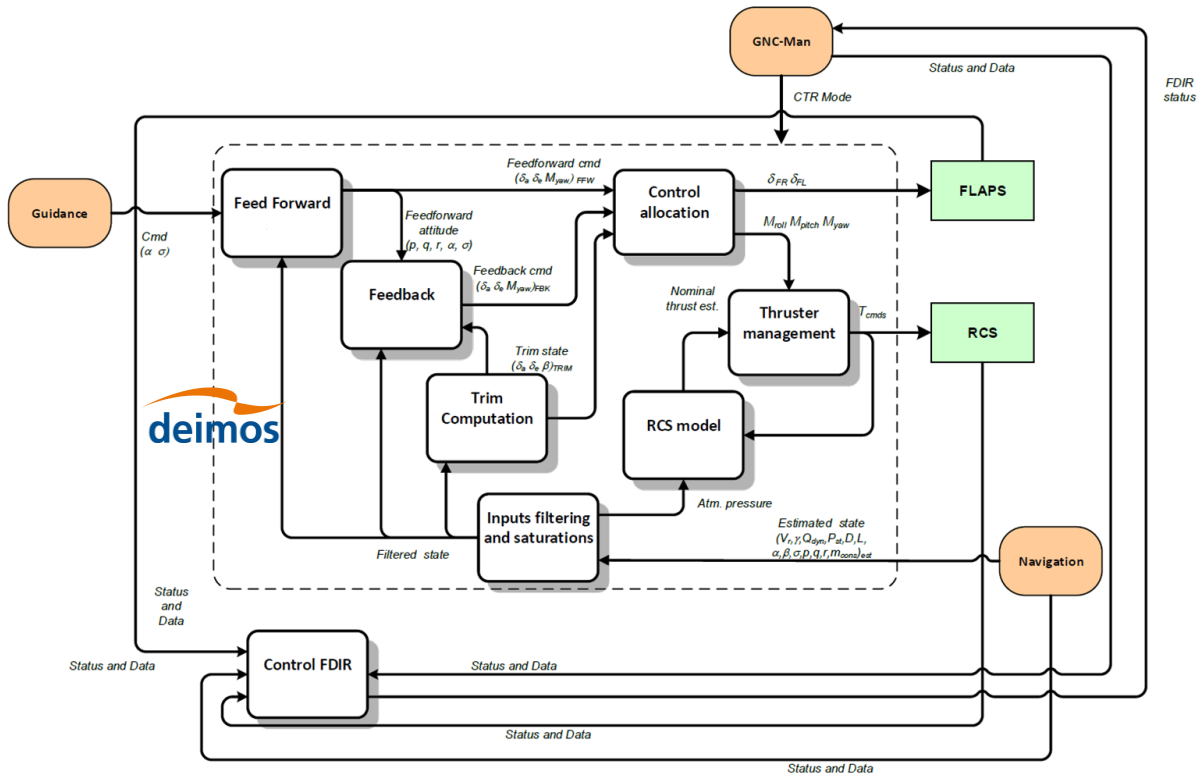 GNC-Man
Status and Data
FDIR
status
CTR Mode
Feedforward cmd
(δa δe Myaw,) FFW
Feed Forward
Control
allocation
δFR δFL
FLAPS
Guidance
Cmd
(α σ)
Feedforward
attitude
(p, q, r, α, σ)
Mroll Mpitch Myaw
Feedback
Feedback cmd
(δa δe Myaw,)FBK
Nominal
thrust est.
Thruster
management
Tcmds
RCS
Trim state
(δa δe β)TRIM
Trim
Computation
RCS model
deimos
Atm. pressure
Inputs filtering
and saturations
Filtered state
Estimated state
(Vr,γ,Qdyn,Pst,D,L,
α,β,σ,p,q,r,mcons)est
Navigation
Status
and
Data
Status and Data
Control FDIR
Status and Data
Status and Data
Status and Data